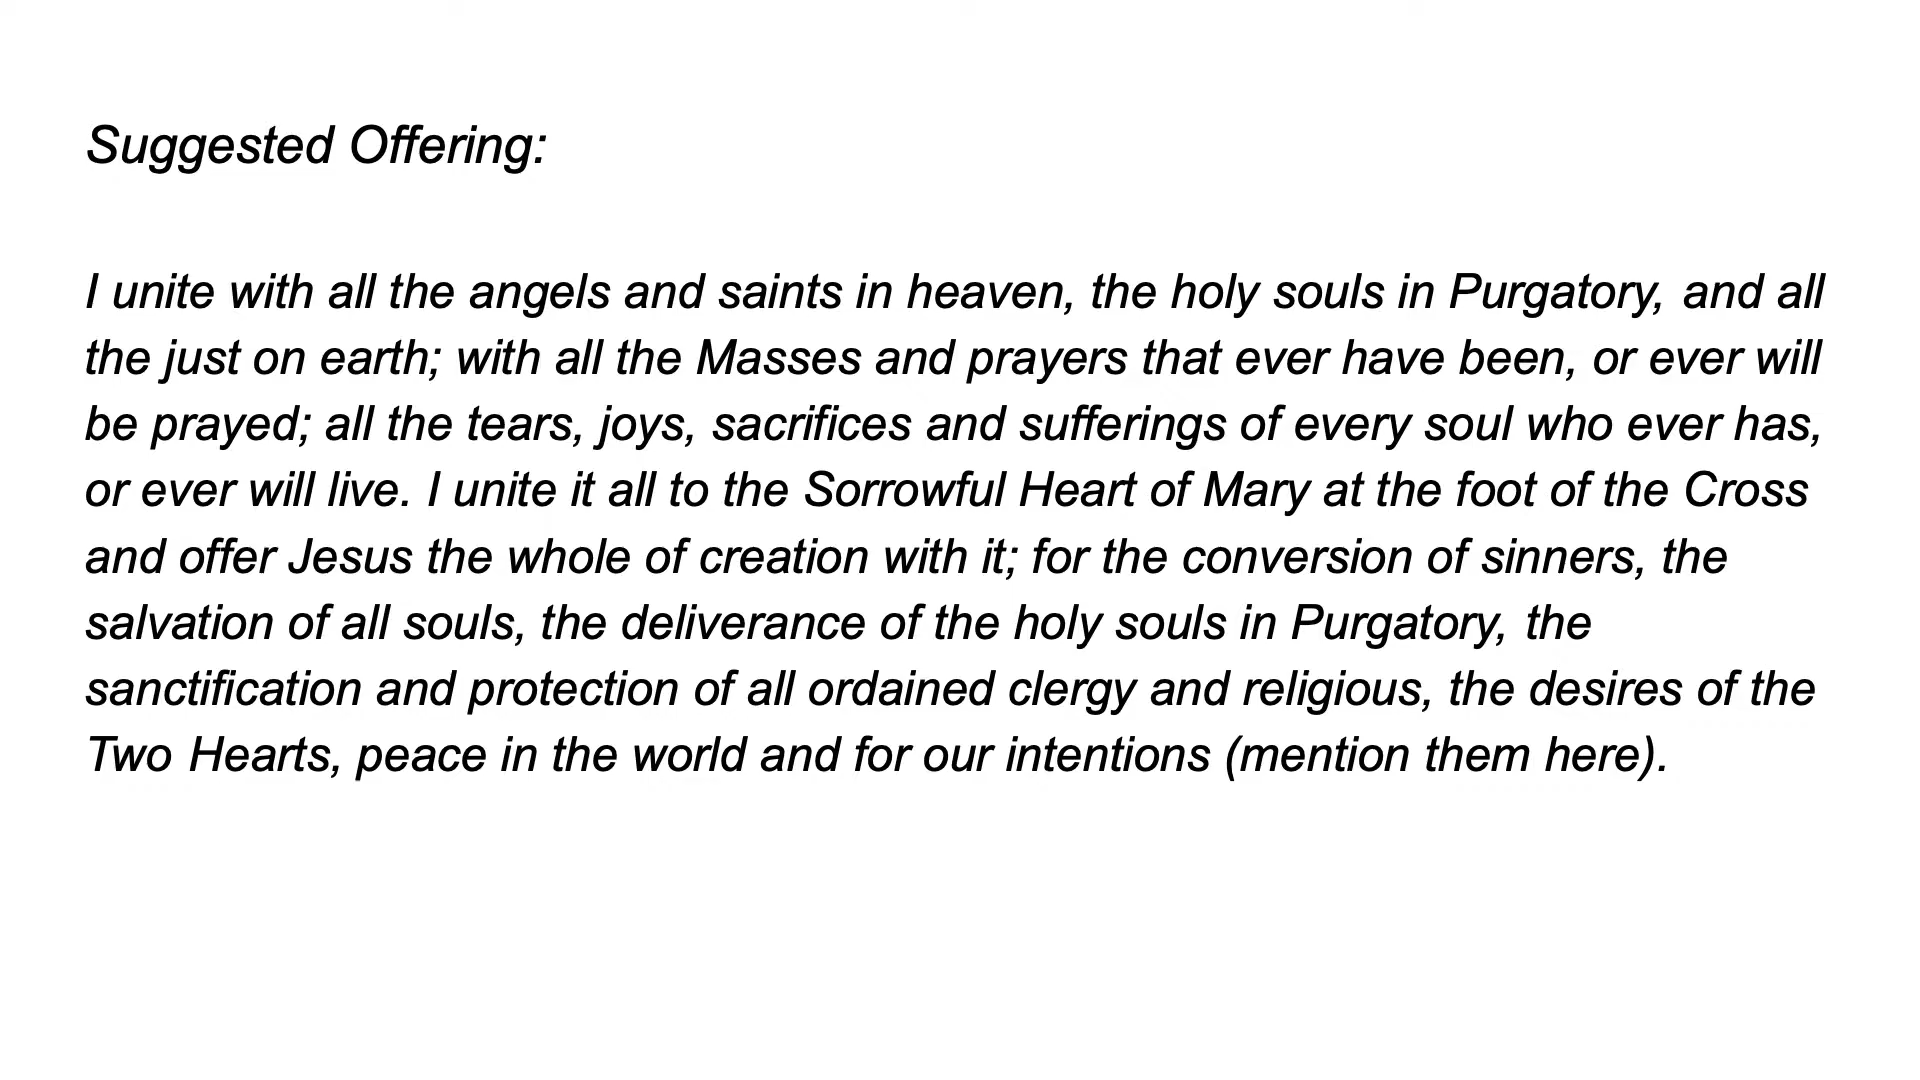 Suggested Offering:
I unite with all the angels and saints in heaven, the holy souls in Purgatory, and all
the just on earth; with all the Masses and prayers that ever have been, or ever will
be prayed; all the tears, joys, sacrifices and sufferings of every soul who ever has,
or ever will live. I unite it all to the Sorrowful Heart of Mary at the foot of the Cross
and offer Jesus the whole of creation with it; for the conversion of sinners, the
salvation of all souls, the deliverance of the holy souls in Purgatory, the
sanctification and protection of all ordained clergy and religious, the desires of the
Two Hearts, peace in the world and for our intentions (mention them here).